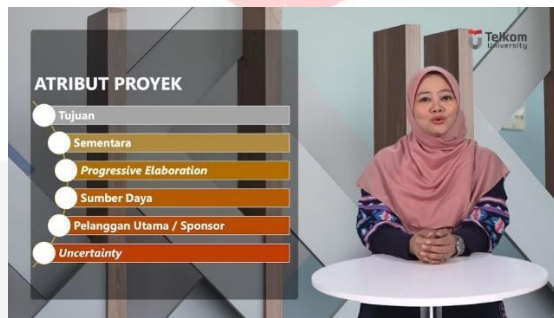 Telkom
University
ATRIBUT PROYEK
Tujuan
Sementara
Progressive Elaboration
Sumber Daya
Pelanggan Utama / Sponsor
Uncertainty